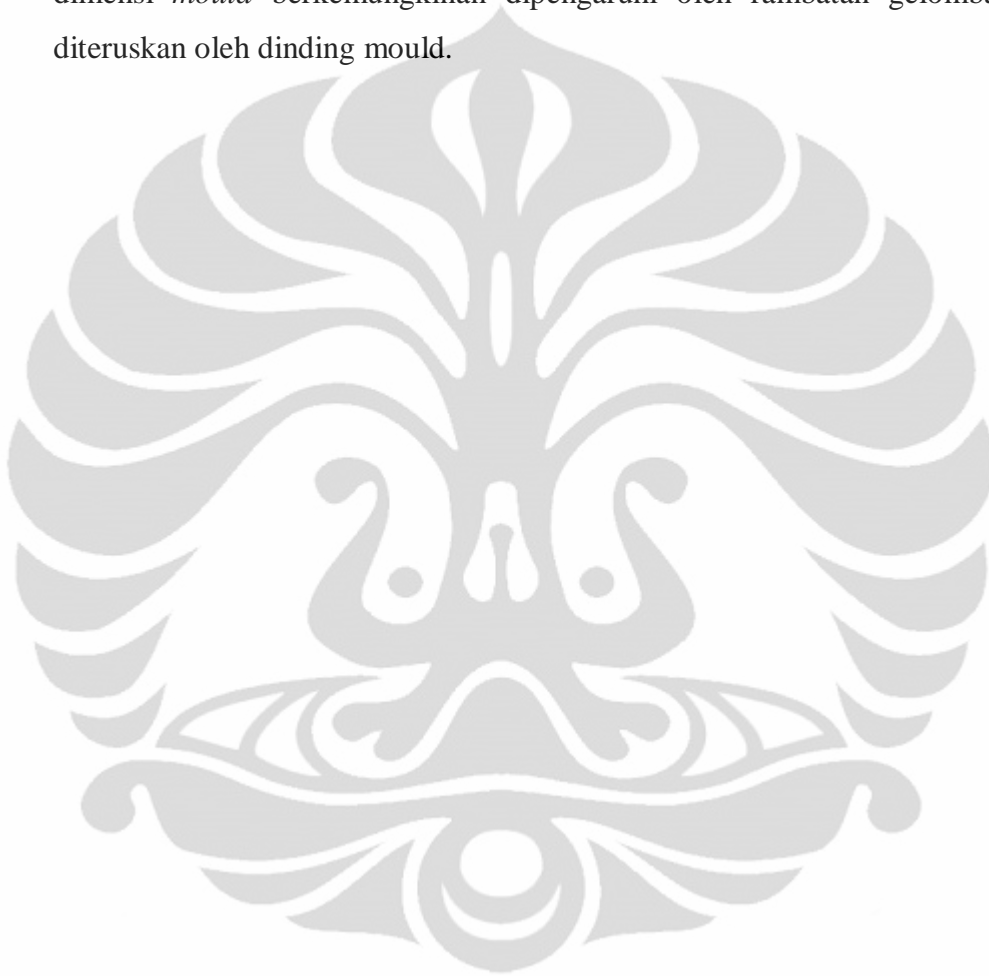 dimensi mould berkemungkinan dipengaruhi oleh rambatan
diteruskan oleh dinding mould.